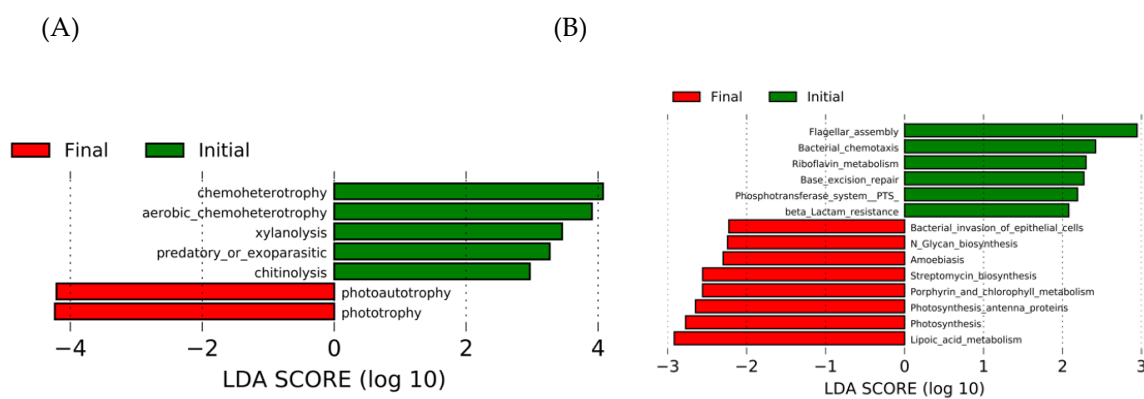 (A)
(B)
Final Initial
chemoheterotrophy
aerobic_chemoheterotrophy
xylanolysis
predatory_or_exoparasitic
chitinolysis
photoautotrophy
phototrophy
−4 −2 0 2 4
LDA SCORE (log 10)
Final Initial
Flagellar_assembly
Bacterial_chemotaxis
Riboflavin_metabolism
Base_excision_repair
Phosphotransferase_system__PTS_
beta_Lactam_resistance
Bacterial_invasion_of_epithelial_cells
N_Glycan_biosynthesis
Amoebiasis
Streptomycin_biosynthesis
Porphyrin_and_chlorophyll_metabolism
Photosynthesis_antenna_proteins
Photosynthesis
Lipoic_acid_metabolism
−3 −2 −1 0 1 2 3
LDA SCORE (log 10)